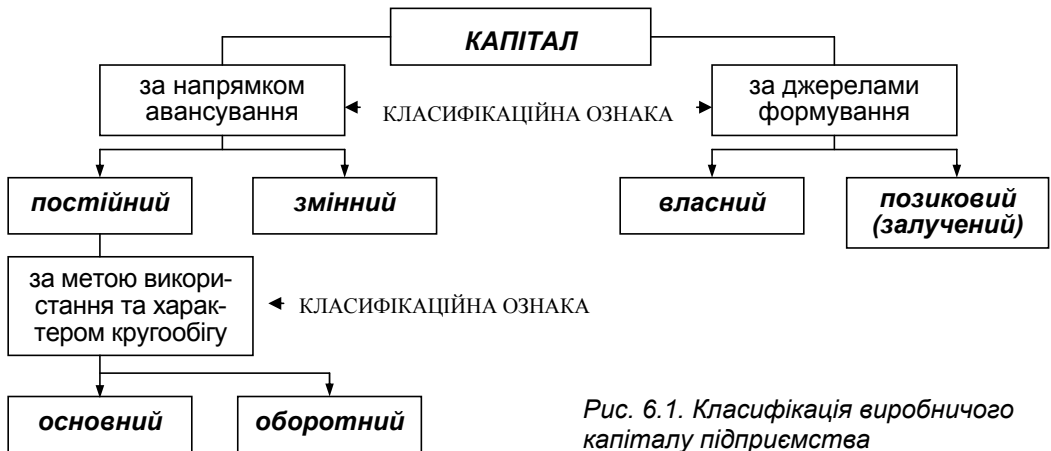 КАПІТАЛ
за напрямком
авансування
КЛАСИФІКАЦІЙНА ОЗНАКА
за джерелами
формування
постійний
змінний
власний
позиковий
(залучений)
за метою викори-
стання та харак-
тером кругообігу
КЛАСИФІКАЦІЙНА ОЗНАКА
основний
оборотний
Рис. 6.1. Класифікація виробничого
капіталу підприємства